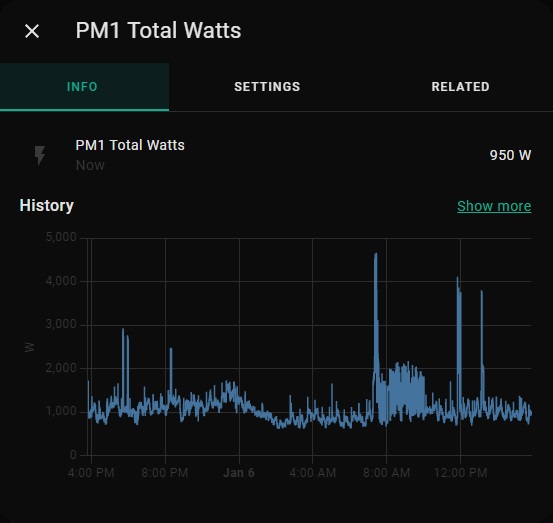 PM1 Total Watts
INFO SETTINGS RELATED
PM1 Total Watts
Now
950 W
History Show more
5,000
4,000
3,000
W
2,000
1,000
0
4:00 PM 8:00 PM Jan 6 4:00 AM 8:00 AM 12:00 PM